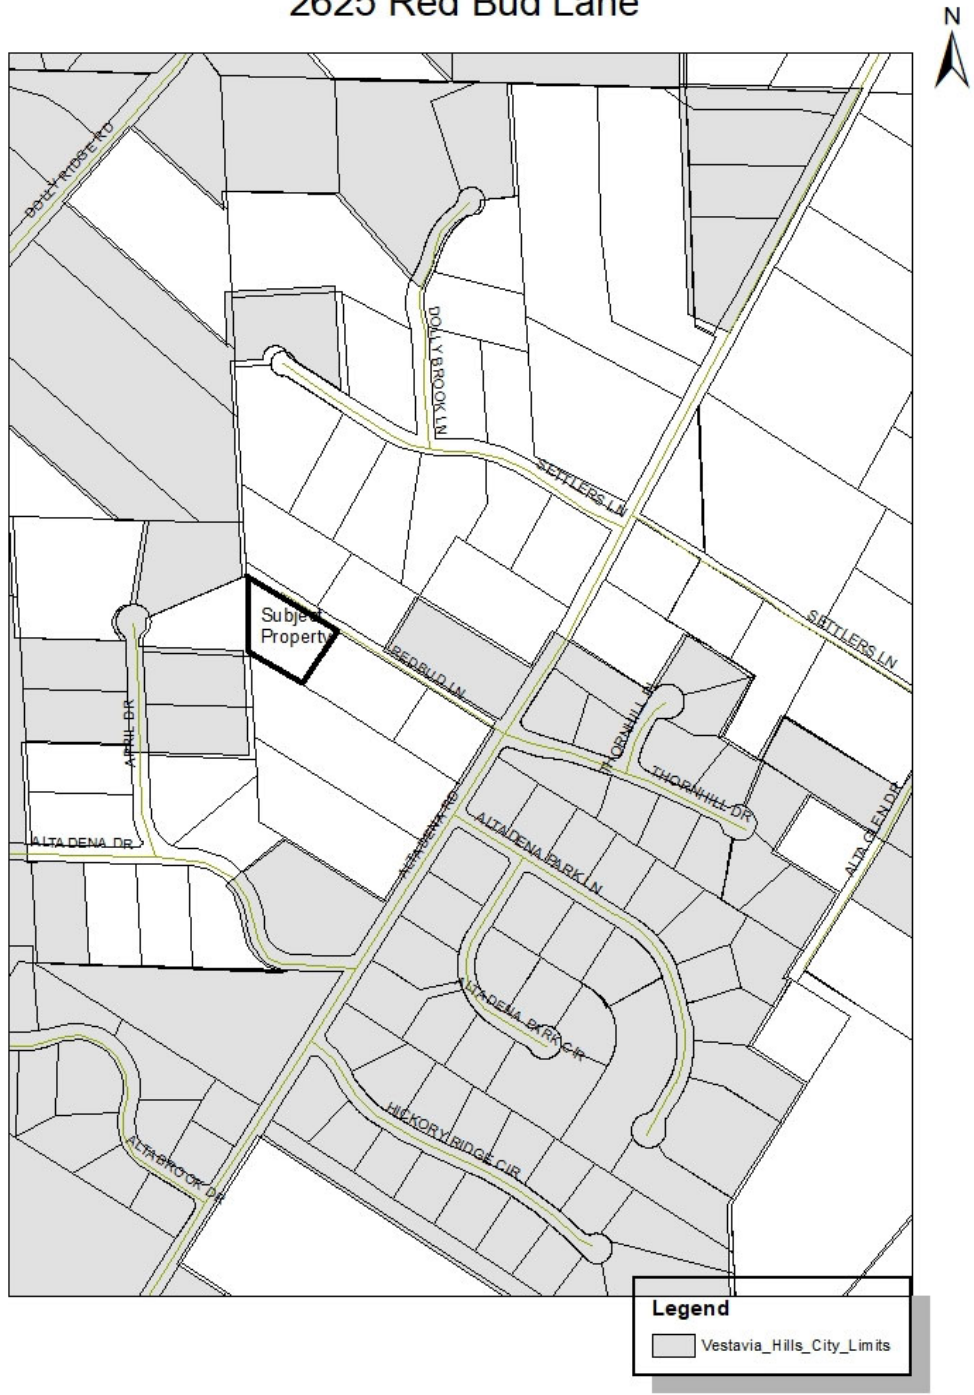 2625 Red Bud Lane
N
DOLLY RIDGE RD
DOLLYBROOK LN
SETTLERS LN
SETTLERS LN
Subject
Property
REDBUD LN
THORNHILL LN
APRIL DR
THORNHILL DR
ALTADENA RD
ALTA GLEN DR
ALTADENA PARK LN
ALTADENA DR
ALTADENA PARK CIR
HICKORY RIDGE CIR
ALTABROOK DR
Legend
Vestavia_Hills_City_Limits